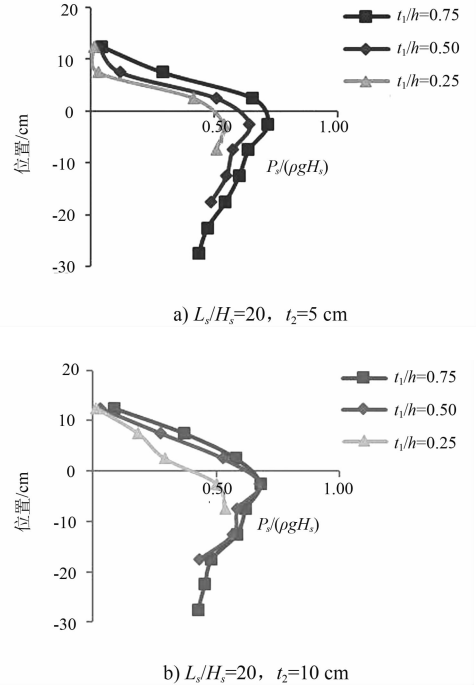 20
10
0
-10
-20
-30
位置/cm
0.50
1.00
Ps/(ρgHs)
t1/h=0.75
t1/h=0.50
t1/h=0.25
a) Ls/Hs=20，t2=5 cm
20
10
0
-10
-20
-30
位置/cm
0.50
1.00
Ps/(ρgHs)
t1/h=0.75
t1/h=0.50
t1/h=0.25
b) Ls/Hs=20，t2=10 cm